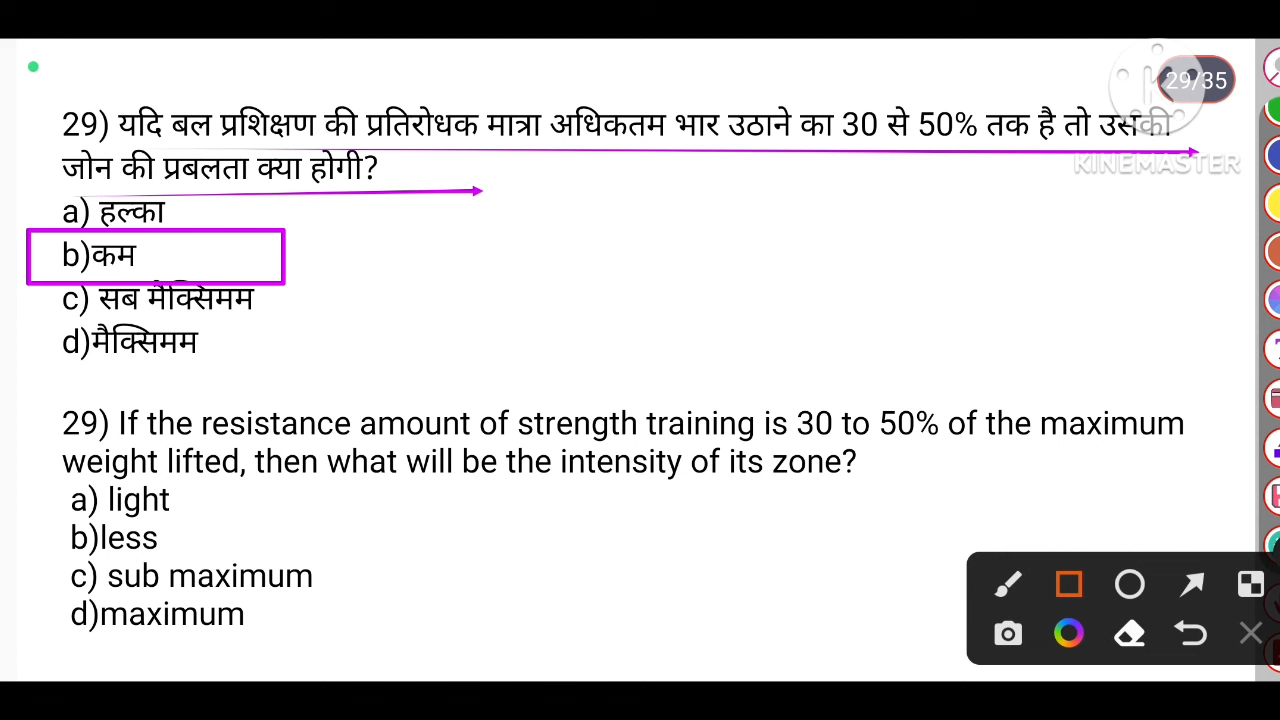 29/35
29) यदि बल प्रशिक्षण की प्रतिरोधक मात्रा अधिकतम भार उठाने का 30 से 50% तक है तो उसकी
जोन की प्रबलता क्या होगी?
KINEMASTER
a) हल्का
b)कम
c) सब मैक्सिमम
d)मैक्सिमम
29) If the resistance amount of strength training is 30 to 50% of the maximum
weight lifted, then what will be the intensity of its zone?
a) light
b)less
c) sub maximum
d)maximum